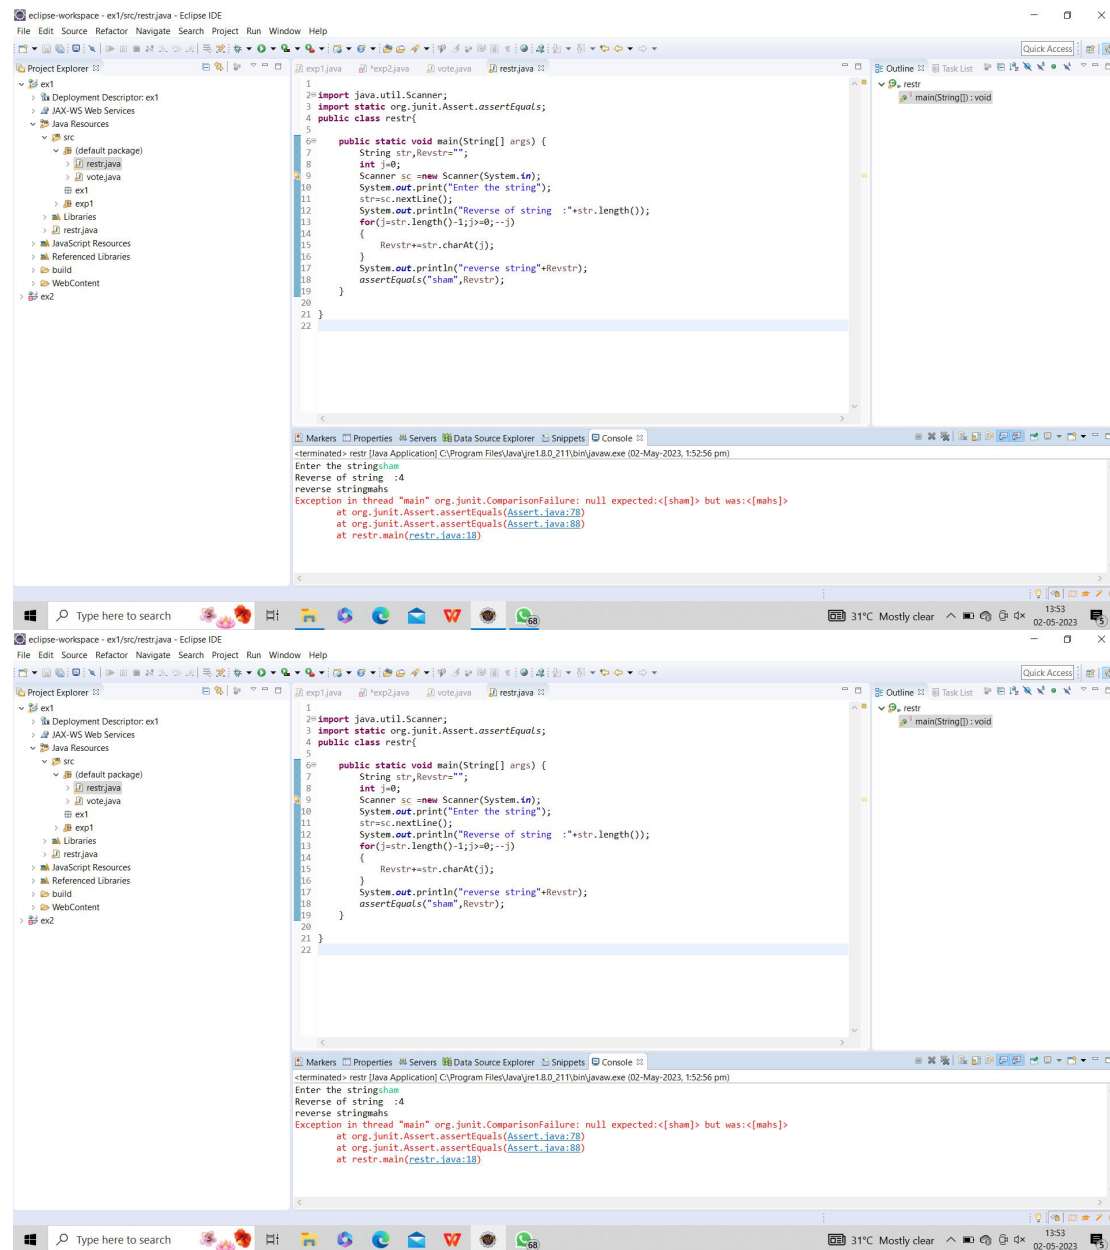 eclipse-workspace - ex1/src/restr.java - Eclipse IDE
File Edit Source Refactor Navigate Search Project Run Window Help
Quick Access
Project Explorer
exp1.java *exp2.java vote.java restr.java
Outline Task List
ex1
Deployment Descriptor: ex1
JAX-WS Web Services
Java Resources
src
(default package)
restr.java
vote.java
ex1
exp1
Libraries
restr.java
JavaScript Resources
Referenced Libraries
build
WebContent
ex2
1
2 import java.util.Scanner;
3 import static org.junit.Assert.assertEquals;
4 public class restr{
5
6 public static void main(String[] args) {
7 String str,Revstr="";
8 int j=0;
9 Scanner sc =new Scanner(System.in);
10 System.out.print("Enter the string");
11 str=sc.nextLine();
12 System.out.println("Reverse of string  :"+str.length());
13 for(j=str.length()-1;j>=0;--j)
14 {
15 Revstr+=str.charAt(j);
16 }
17 System.out.println("reverse string"+Revstr);
18 assertEquals("sham",Revstr);
19 }
20
21 }
22
restr
main(String[]) : void
Markers Properties Servers Data Source Explorer Snippets Console
<terminated> restr [Java Application] C:\Program Files\Java\jre1.8.0_211\bin\javaw.exe (02-May-2023, 1:52:56 pm)
Enter the stringsham
Reverse of string  :4
reverse stringmahs
Exception in thread "main" org.junit.ComparisonFailure: null expected:<[sham]> but was:<[mahs]>
at org.junit.Assert.assertEquals(Assert.java:78)
at org.junit.Assert.assertEquals(Assert.java:88)
at restr.main(restr.java:18)
Type here to search
68
31°C Mostly clear
13:53
02-05-2023
5
eclipse-workspace - ex1/src/restr.java - Eclipse IDE
File Edit Source Refactor Navigate Search Project Run Window Help
Quick Access
Project Explorer
exp1.java *exp2.java vote.java restr.java
Outline Task List
ex1
Deployment Descriptor: ex1
JAX-WS Web Services
Java Resources
src
(default package)
restr.java
vote.java
ex1
exp1
Libraries
restr.java
JavaScript Resources
Referenced Libraries
build
WebContent
ex2
1
2 import java.util.Scanner;
3 import static org.junit.Assert.assertEquals;
4 public class restr{
5
6 public static void main(String[] args) {
7 String str,Revstr="";
8 int j=0;
9 Scanner sc =new Scanner(System.in);
10 System.out.print("Enter the string");
11 str=sc.nextLine();
12 System.out.println("Reverse of string  :"+str.length());
13 for(j=str.length()-1;j>=0;--j)
14 {
15 Revstr+=str.charAt(j);
16 }
17 System.out.println("reverse string"+Revstr);
18 assertEquals("sham",Revstr);
19 }
20
21 }
22
restr
main(String[]) : void
Markers Properties Servers Data Source Explorer Snippets Console
<terminated> restr [Java Application] C:\Program Files\Java\jre1.8.0_211\bin\javaw.exe (02-May-2023, 1:52:56 pm)
Enter the stringsham
Reverse of string  :4
reverse stringmahs
Exception in thread "main" org.junit.ComparisonFailure: null expected:<[sham]> but was:<[mahs]>
at org.junit.Assert.assertEquals(Assert.java:78)
at org.junit.Assert.assertEquals(Assert.java:88)
at restr.main(restr.java:18)
Type here to search
68
31°C Mostly clear
13:53
02-05-2023
5